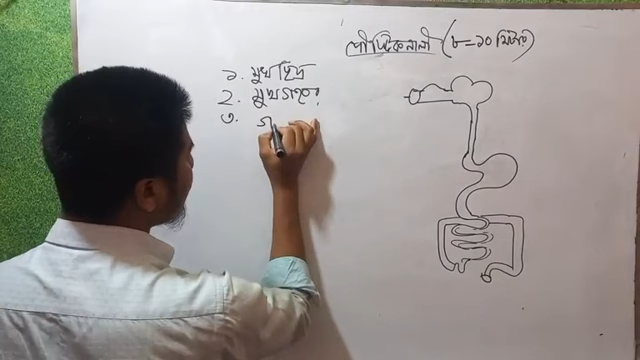 পৌষ্টিকনালী (৮-১০ মিটার)
১. মুখছিদ্র
২. মুখগহ্বর
৩. গ